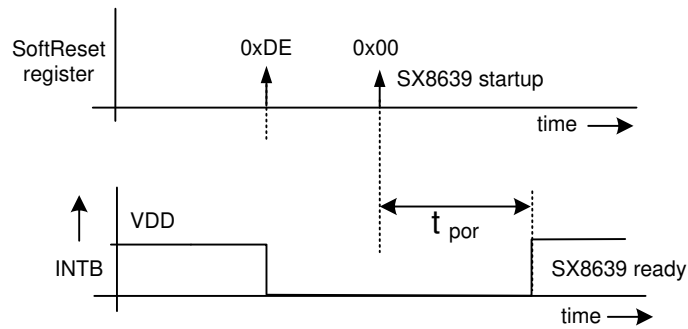 SoftReset
register
0xDE
0x00
SX8639 startup
time
VDD
INTB
t por
SX8639 ready
time